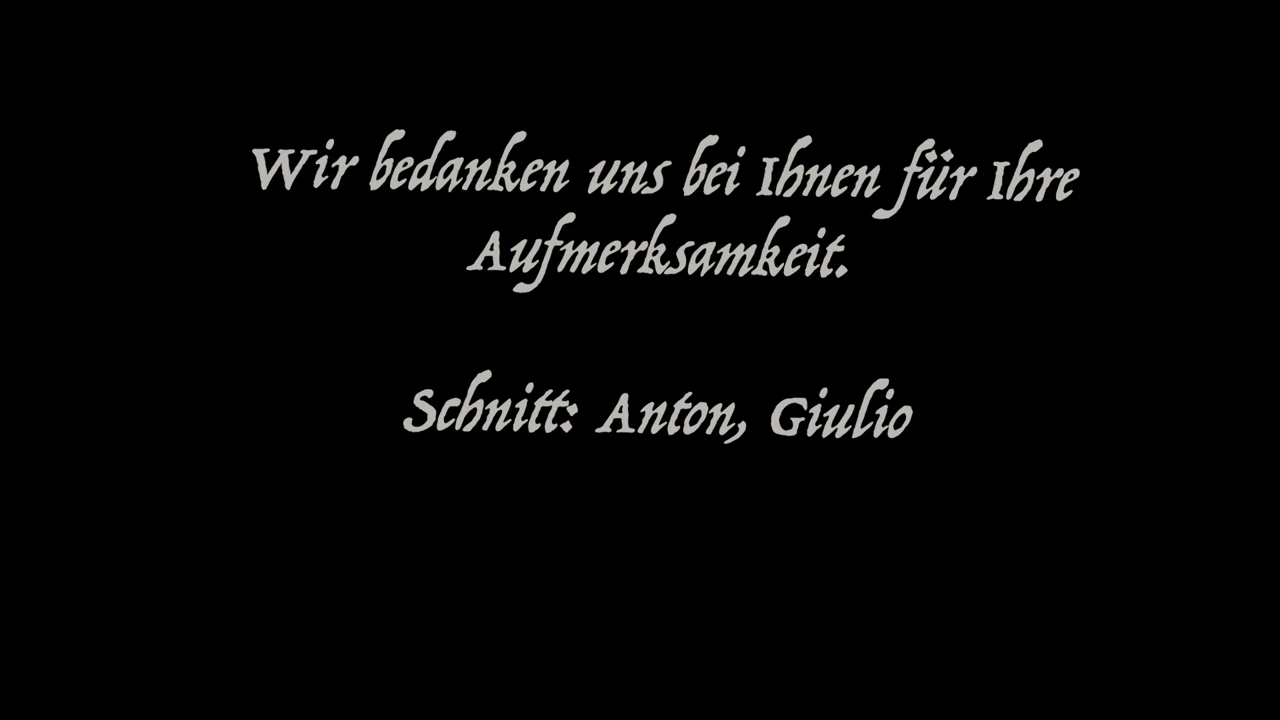 Wir bedanken uns bei Ihnen für Ihre
Aufmerksamkeit.
Schnitt: Anton, Giulio